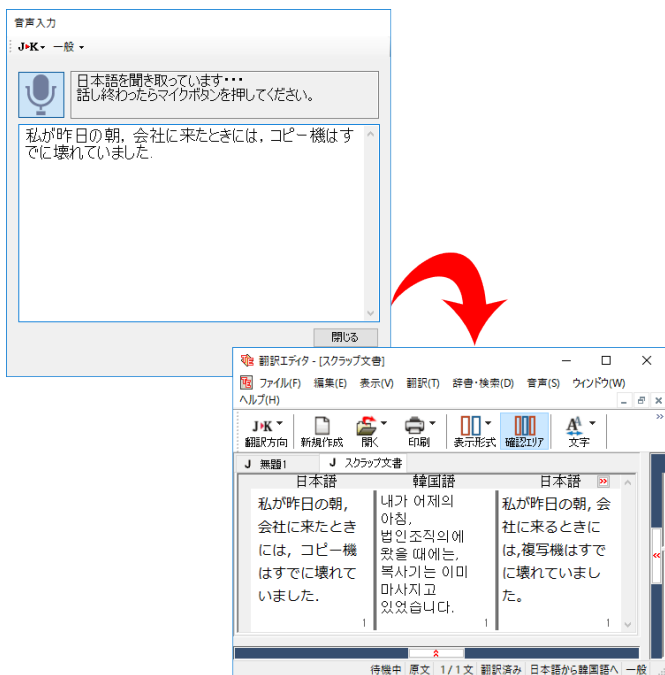 音声入力
J▸K 一般
日本語を聞き取っています・・・
話し終わったらマイクボタンを押してください。
私が昨日の朝, 会社に来たときには, コピー機はす
でに壊れていました.
閉じる
翻訳エディタ - [スクラップ文書]
ファイル(F) 編集(E) 表示(V) 翻訳(T) 辞書・検索(D) 音声(S) ウィンドウ(W)
ヘルプ(H)
J▸K
翻訳方向 新規作成 開く 印刷 表示形式 確認エリア 文字
J 無題1 J スクラップ文書
日本語 韓国語 日本語
私が昨日の朝,
会社に来たとき
には, コピー機
はすでに壊れて
いました.
1
내가 어제의
아침,
법인조직의에
왔을 때에는,
복사기는 이미
마사지고
있었습니다.
1
私が昨日の朝, 会
社に来るときに
は,複写機はすで
に壊れていまし
た。
1
待機中 原文 1/1文 翻訳済み 日本語から韓国語へ 一般